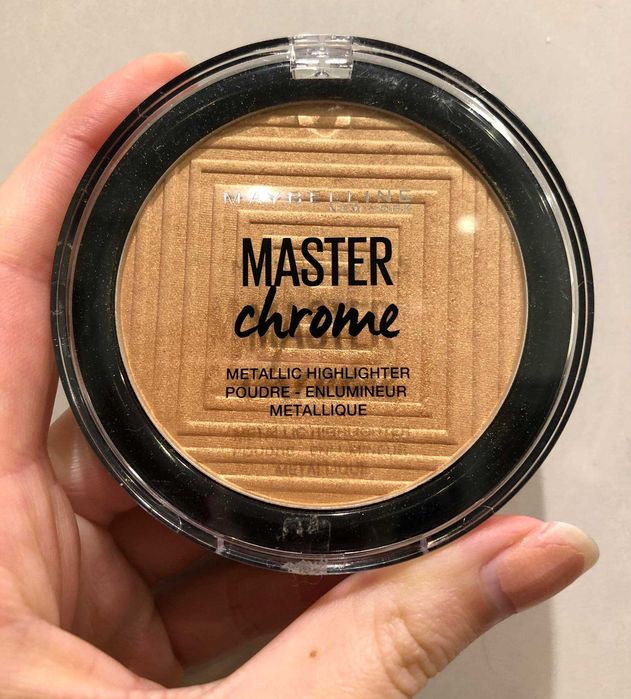 MAYBELLINE
NEW YORK
MASTER
chrome
METALLIC HIGHLIGHTER
POUDRE - ENLUMINEUR
METALLIQUE